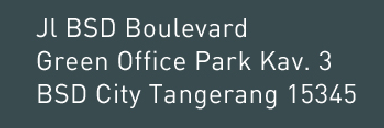 Jl BSD Boulevard
Green Office Park Kav. 3
BSD City Tangerang 15345